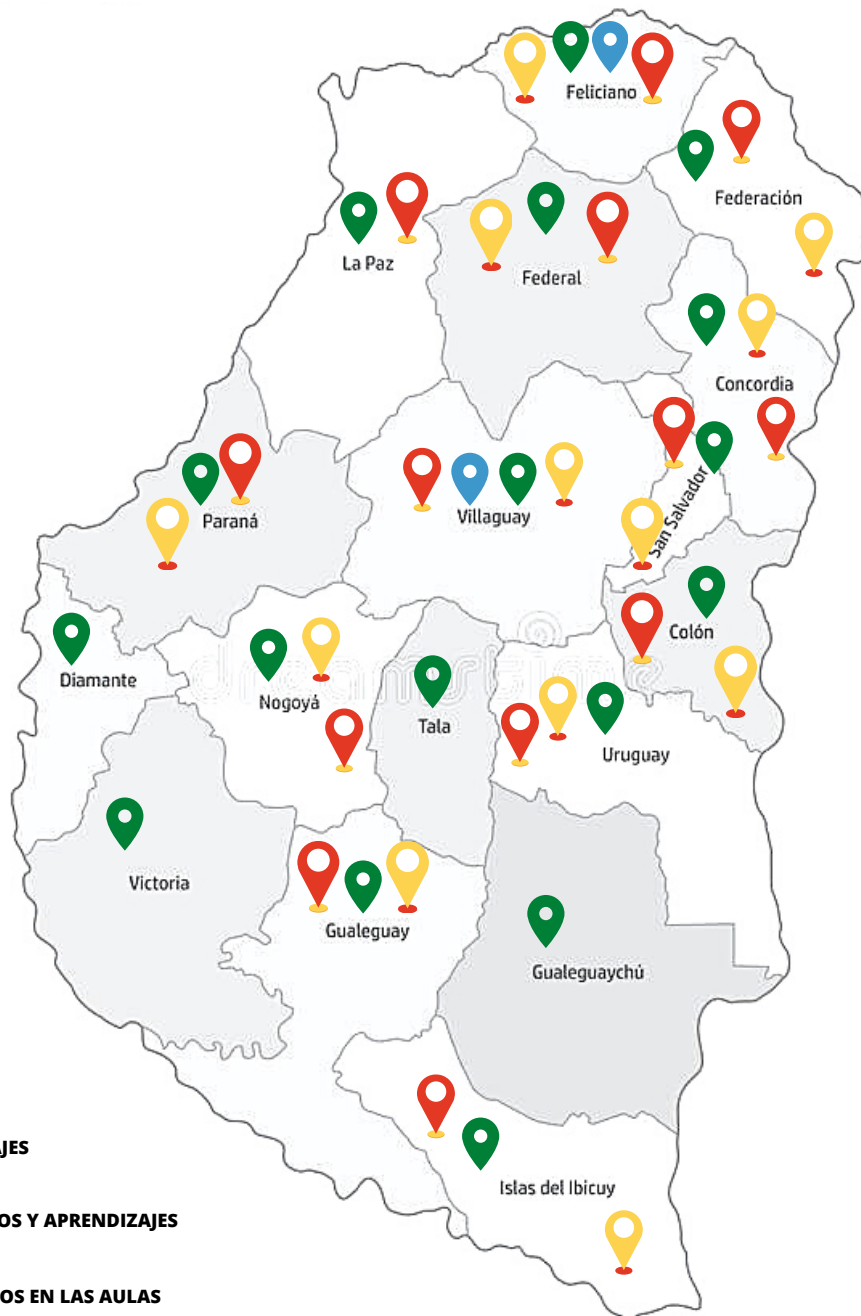 Feliciano
Federación
La Paz
Federal
Concordia
San Salvador
Paraná
Villaguay
Colón
Diamante
Nogoyá
Tala
Uruguay
Victoria
Gualeguay
Gualeguaychú
AJES
OS Y APRENDIZAJES
Islas del Ibicuy
OS EN LAS AULAS